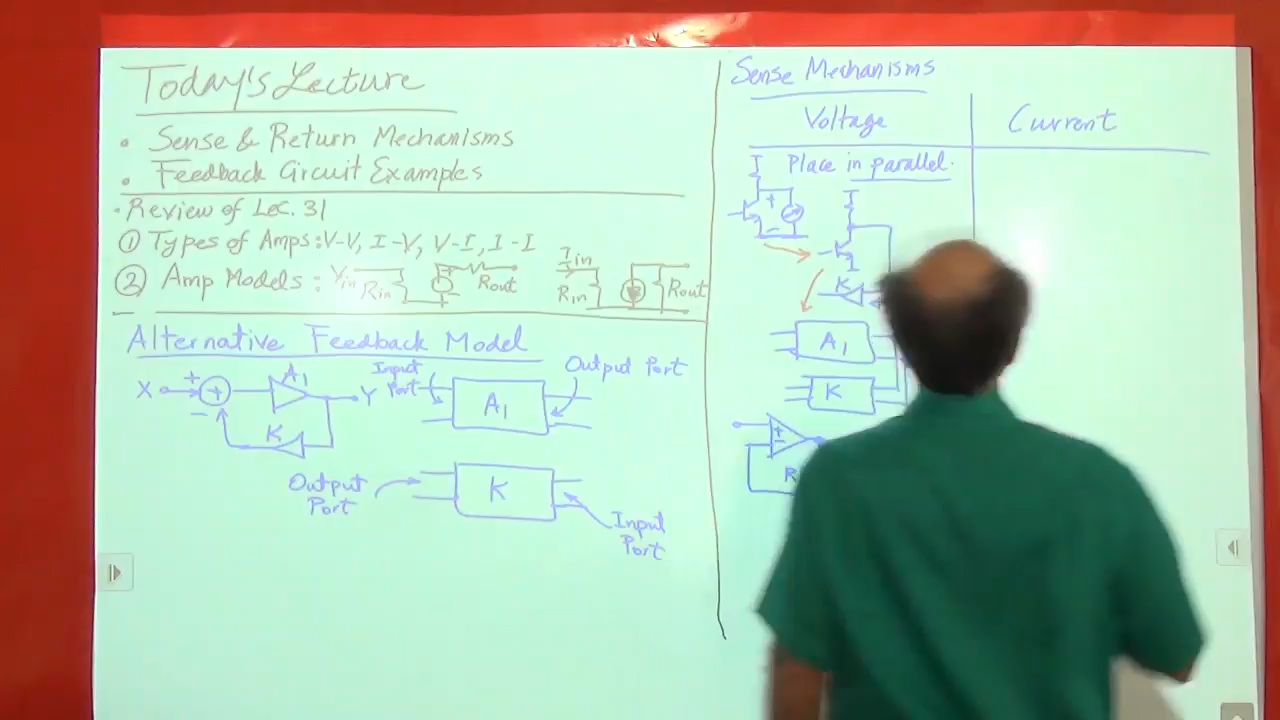 Today's Lecture
• Sense & Return Mechanisms
• Feedback Circuit Examples
• Review of Lec. 31
① Types of Amps: V-V, I-V, V-I, I-I
② Amp Models: Vin Rin Rout Iin Rin Rout
Alternative Feedback Model
X + + − A1 Y K
Input Port A1 Output Port
Output Port K Input Port
Sense Mechanisms
Voltage Current
Place in parallel.
+ −
K
A1
K
+ −
R